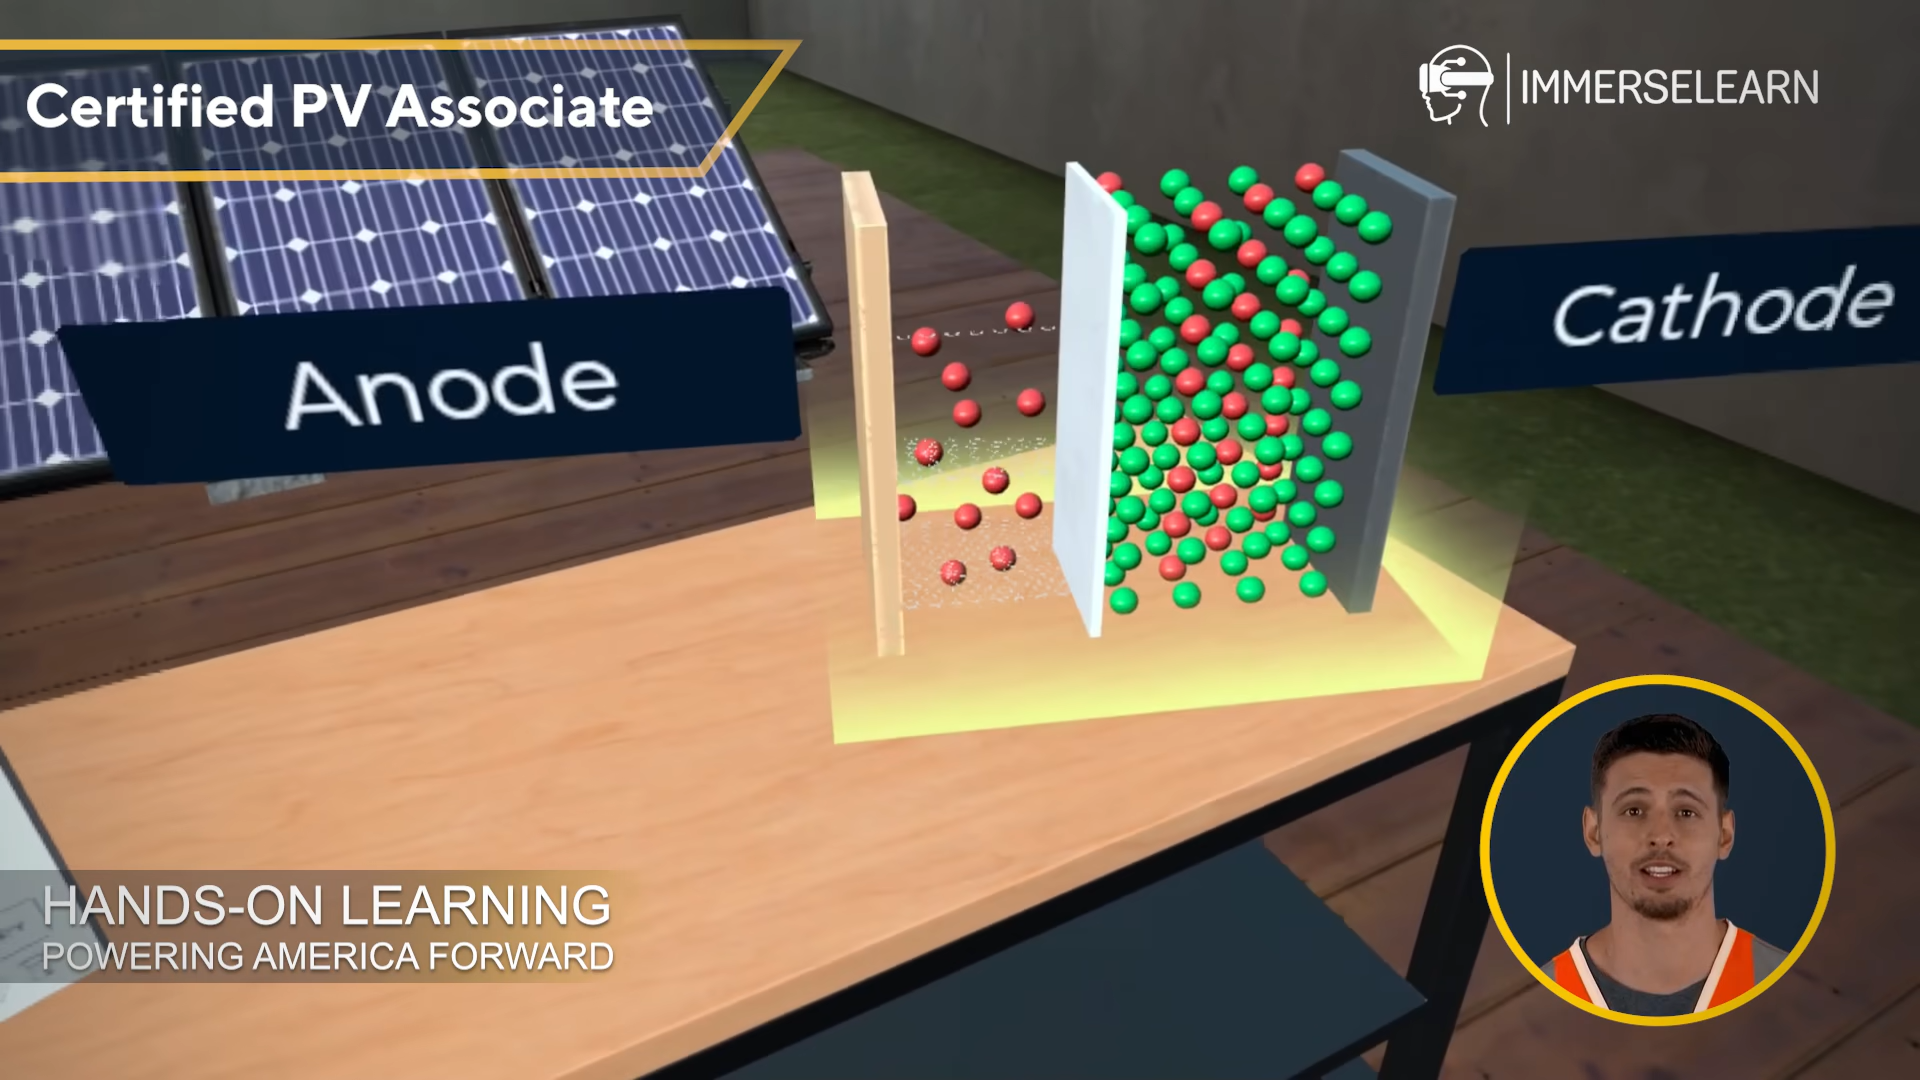 Certified PV Associate
IMMERSELEARN
Anode
Cathode
HANDS-ON LEARNING
POWERING AMERICA FORWARD